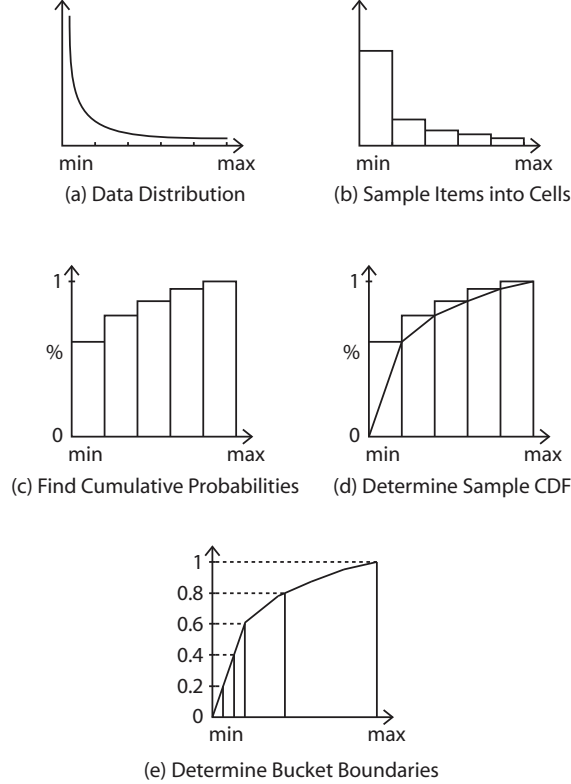 min max
(a) Data Distribution
min max
(b) Sample Items into Cells
1
%
0
min max
(c) Find Cumulative Probabilities
1
%
0
min max
(d) Determine Sample CDF
1
0.8
0.6
0.4
0.2
0
min max
(e) Determine Bucket Boundaries